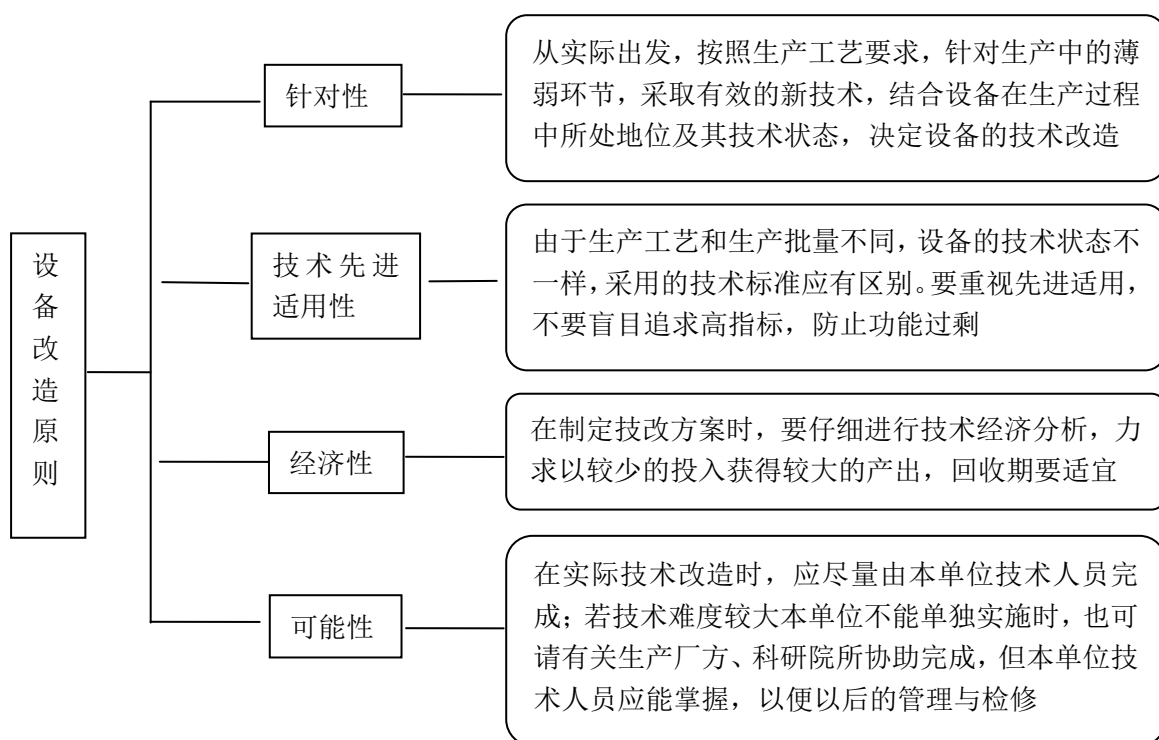 设备改造原则
针对性
从实际出发，按照生产工艺要求，针对生产中的薄
弱环节，采取有效的新技术，结合设备在生产过程
中所处地位及其技术状态，决定设备的技术改造
技术先进
适用性
由于生产工艺和生产批量不同，设备的技术状态不
一样，采用的技术标准应有区别。要重视先进适用，
不要盲目追求高指标，防止功能过剩
经济性
在制定技改方案时，要仔细进行技术经济分析，力
求以较少的投入获得较大的产出，回收期要适宜
可能性
在实际技术改造时，应尽量由本单位技术人员完
成；若技术难度较大本单位不能单独实施时，也可
请有关生产厂方、科研院所协助完成，但本单位技
术人员应能掌握，以便以后的管理与检修